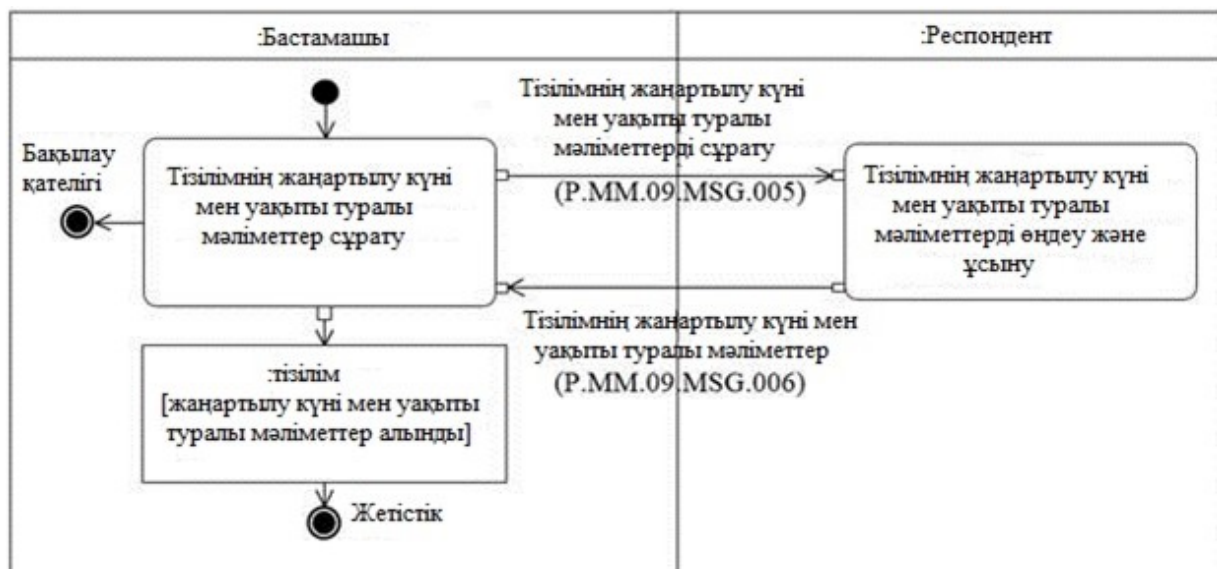 :Бастамашы
:Респондент
Тізілімнің жаңартылу күні
мен уақыты туралы
мәліметтерді сұрату
(P.MM.09.MSG.005)
Бақылау
қателігі
Тізілімнің жаңартылу күні
мен уақыты туралы
мәліметтер сұрату
Тізілімнің жаңартылу күні
мен уақыты туралы
мәліметтерді өңдеу және
ұсыну
Тізілімнің жаңартылу күні мен
уақыты туралы мәліметтер
(P.MM.09.MSG.006)
:тізілім
[жаңартылу күні мен уақыты
туралы мәліметтер алынды]
Жетістік